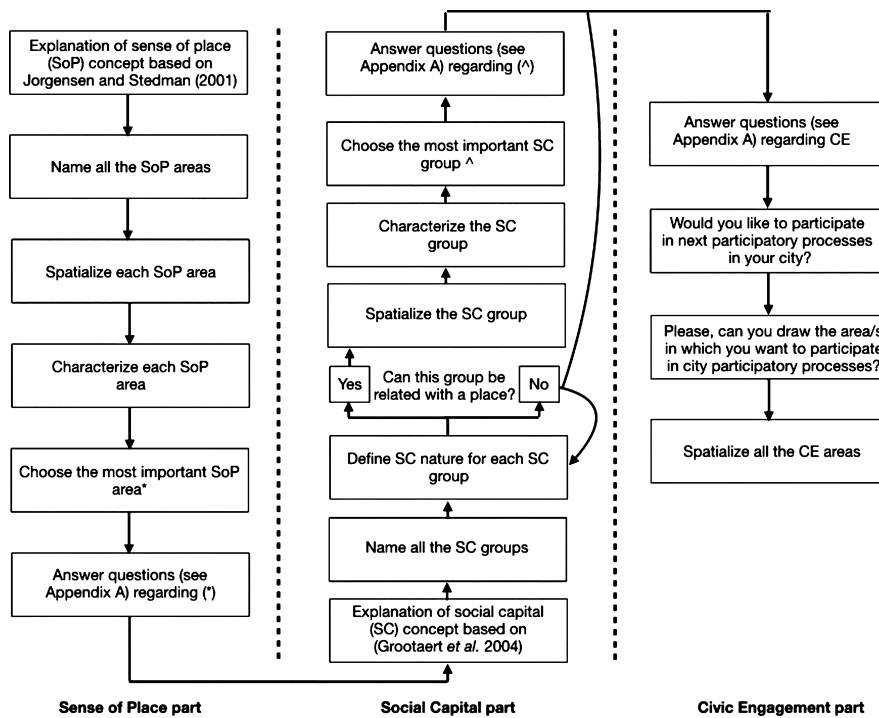 Explanation of sense of place
(SoP) concept based on
Jorgensen and Stedman (2001)
Name all the SoP areas
Spatialize each SoP area
Characterize each SoP
area
Choose the most important SoP
area*
Answer questions (see
Appendix A) regarding (*)
Sense of Place part
Answer questions (see
Appendix A) regarding (^)
Choose the most important SC
group ^
Characterize the SC
group
Spatialize the SC group
Yes
Can this group be
related with a place?
No
Define SC nature for each SC
group
Name all the SC groups
Explanation of social capital
(SC) concept based on
(Grootaert et al. 2004)
Social Capital part
Answer questions (see
Appendix A) regarding CE
Would you like to participate
in next participatory processes
in your city?
Please, can you draw the area/s
in which you want to participate
in city participatory processes?
Spatialize all the CE areas
Civic Engagement part